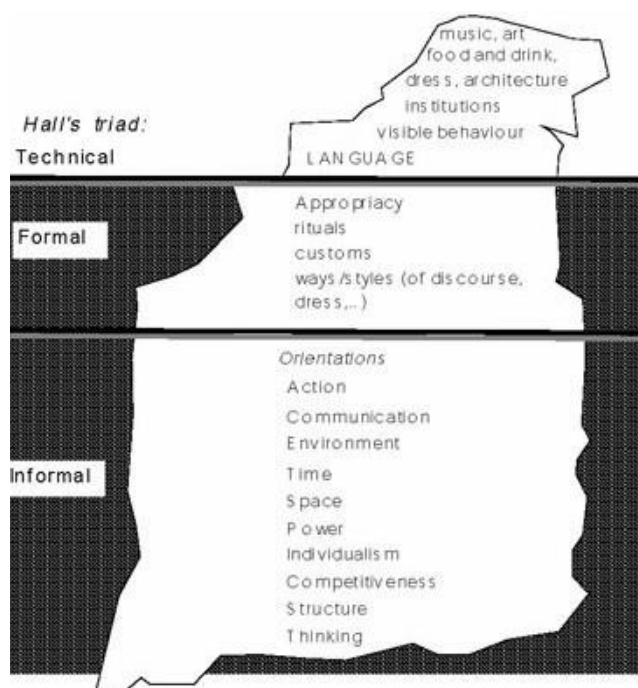 music, art
food and drink,
dress, architecture
institutions
visible behaviour
Hall's triad:
Technical
LANGUAGE
Formal
Appropriacy
rituals
customs
ways/styles (of discourse,
dress,..)
Informal
Orientations
Action
Communication
Environment
Time
Space
Power
Individualism
Competitiveness
Structure
Thinking